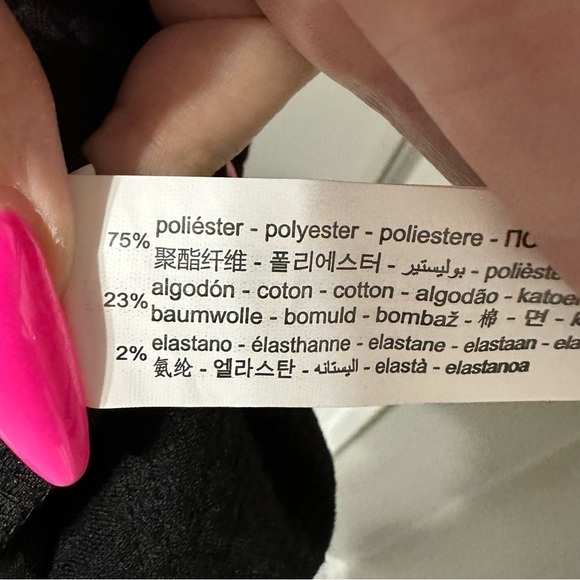 75% poliéster - polyester - poliestere -
聚酯纤维 - 폴리에스터 - بوليستير -
23% algodón - coton - cotton - algodão -
baumwolle - bomuld - bombaž - 棉 - 면 -
2% elastano - élasthanne - elastane - elastaan -
氨纶 - 엘라스탄 - اليستانه - elastà - elastanoa